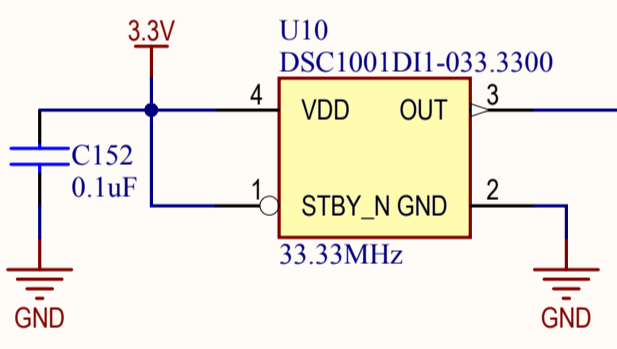 3.3V
U10
DSC1001DI1-033.3300
4 VDD OUT 3
C152
0.1uF
1 STBY_N GND 2
33.33MHz
GND GND